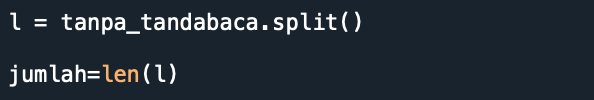 l = tanpa_tandabaca.split()
jumlah=len(l)